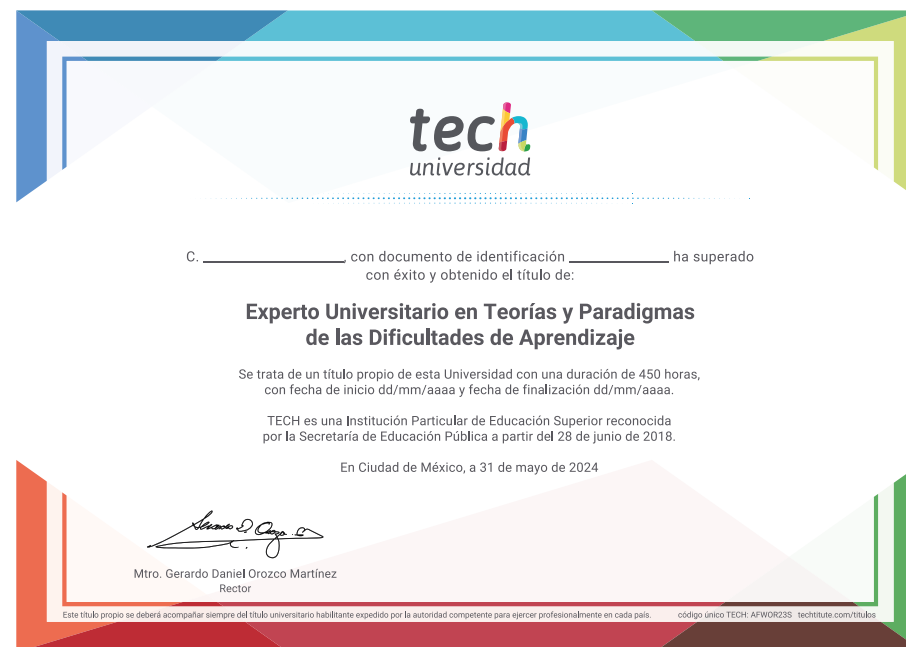 tech
universidad
C. ____________________, con documento de identificación ______________ ha superado
con éxito y obtenido el título de:
Experto Universitario en Teorías y Paradigmas
de las Dificultades de Aprendizaje
Se trata de un título propio de esta Universidad con una duración de 450 horas,
con fecha de inicio dd/mm/aaaa y fecha de finalización dd/mm/aaaa.
TECH es una Institución Particular de Educación Superior reconocida
por la Secretaría de Educación Pública a partir del 28 de junio de 2018.
En Ciudad de México, a 31 de mayo de 2024
Mtro. Gerardo Daniel Orozco Martínez
Rector
Este título propio se deberá acompañar siempre del título universitario habilitante expedido por la autoridad competente para ejercer profesionalmente en cada país. código único TECH: AFWOR23S techtitute.com/titulos